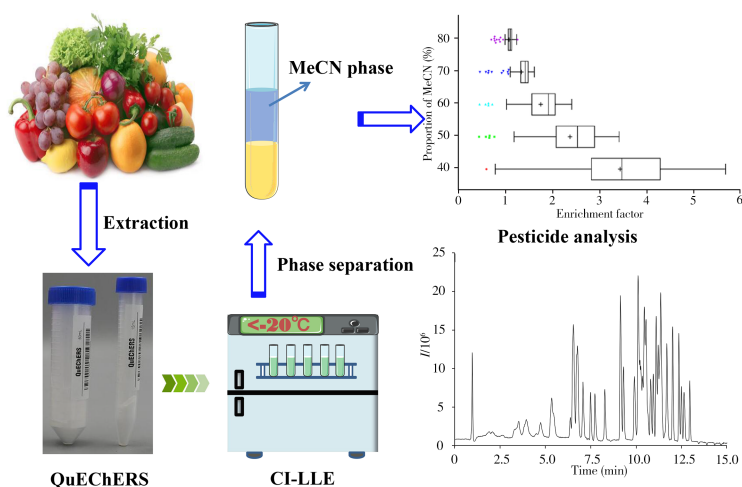 MeCN phase
Proportion of MeCN (%)
80
70
60
50
40
0 1 2 3 4 5 6
Enrichment factor
Pesticide analysis
Extraction
Phase separation
<-20℃
QuEChERS
QuEChERS
QuEChERS
CI-LLE
I/10⁶
25
20
15
10
5
0
0 2.5 5.0 7.5 10.0 12.5 15.0
Time (min)